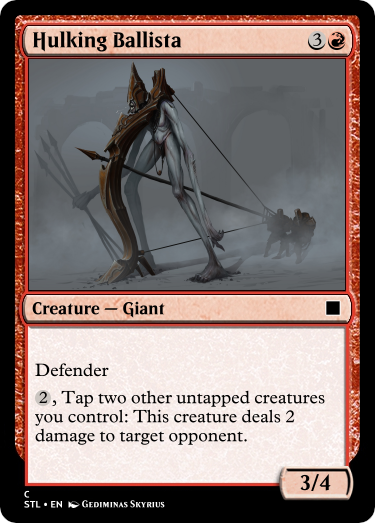 Hulking Ballista 3
Creature — Giant
Defender
2, Tap two other untapped creatures
you control: This creature deals 2
damage to target opponent.
3/4
C
STL • EN Gediminas Skyrius